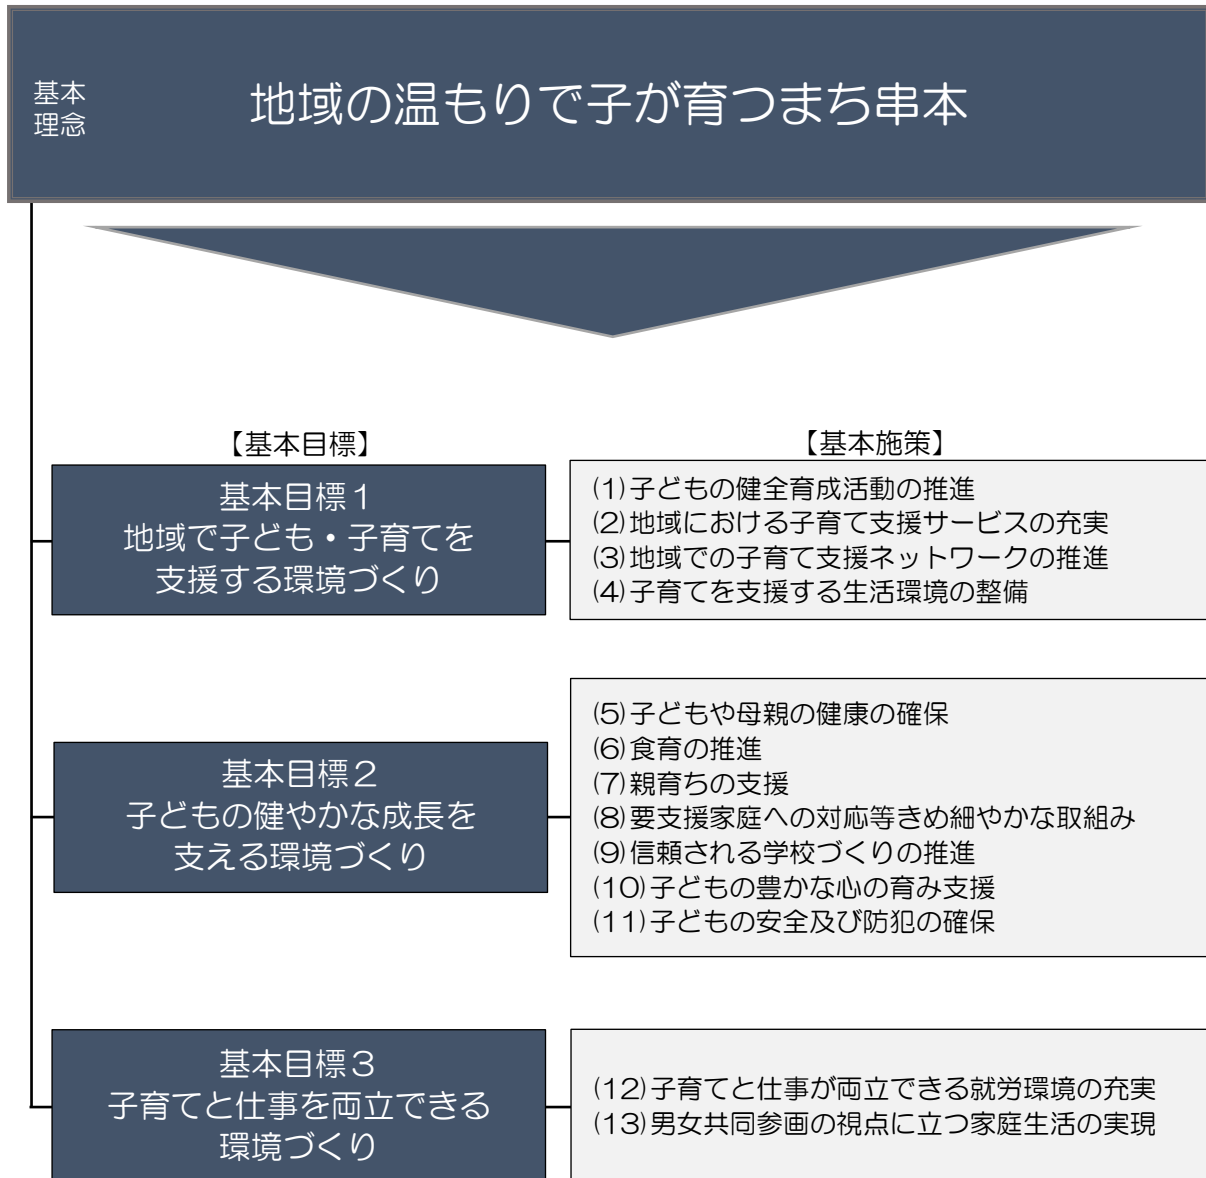 基本
理念
地域の温もりで子が育つまち串本
【基本目標】
【基本施策】
基本目標１
地域で子ども・子育てを
支援する環境づくり
(1)子どもの健全育成活動の推進
(2)地域における子育て支援サービスの充実
(3)地域での子育て支援ネットワークの推進
(4)子育てを支援する生活環境の整備
基本目標２
子どもの健やかな成長を
支える環境づくり
(5)子どもや母親の健康の確保
(6)食育の推進
(7)親育ちの支援
(8)要支援家庭への対応等きめ細やかな取組み
(9)信頼される学校づくりの推進
(10)子どもの豊かな心の育み支援
(11)子どもの安全及び防犯の確保
基本目標３
子育てと仕事を両立できる
環境づくり
(12)子育てと仕事が両立できる就労環境の充実
(13)男女共同参画の視点に立つ家庭生活の実現